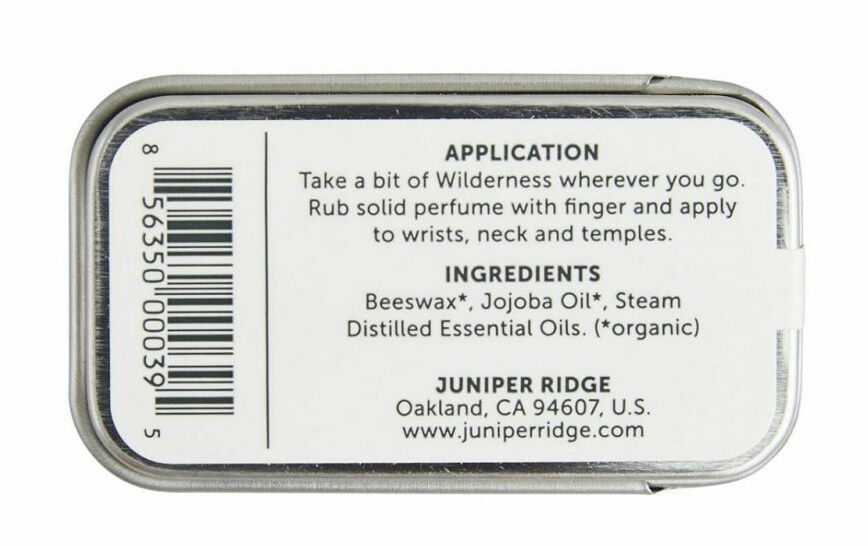 8 56350 00039 5
APPLICATION
Take a bit of Wilderness wherever you go.
Rub solid perfume with finger and apply
to wrists, neck and temples.
INGREDIENTS
Beeswax*, Jojoba Oil*, Steam
Distilled Essential Oils. (*organic)
JUNIPER RIDGE
Oakland, CA 94607, U.S.
www.juniperridge.com